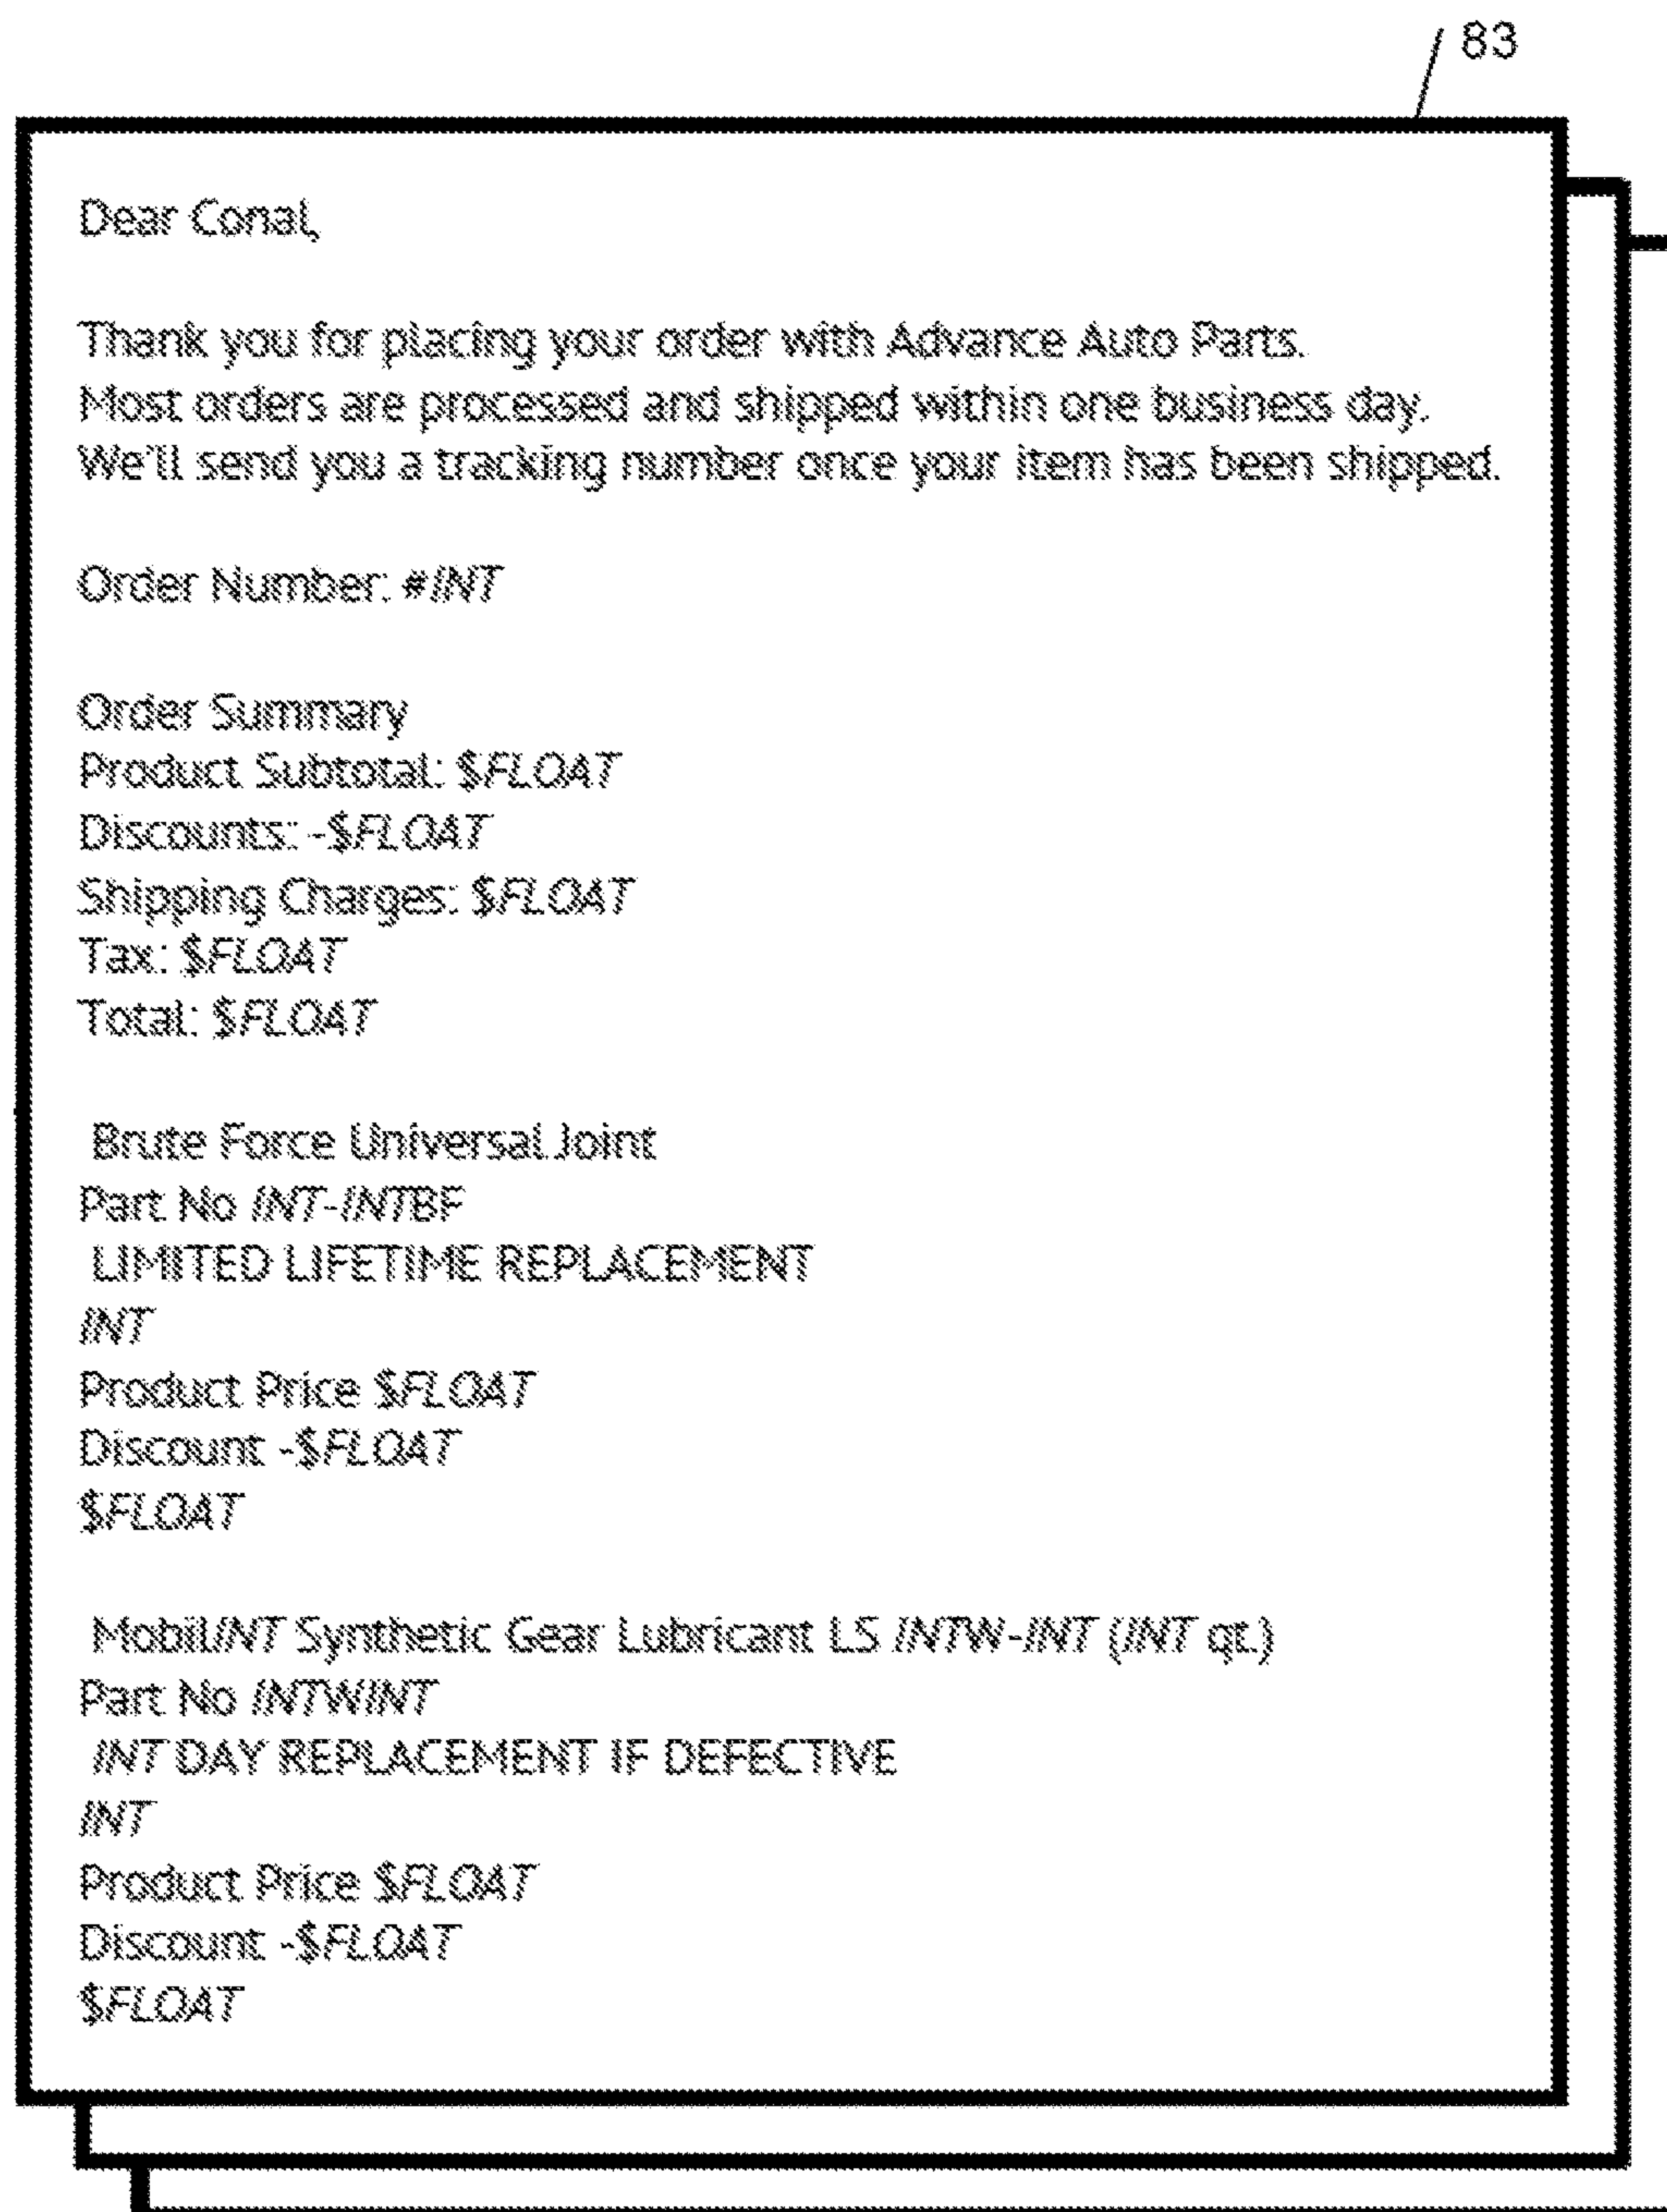 83
Dear Conal,
Thank you for placing your order with Advance Auto Parts.
Most orders are processed and shipped within one business day.
We'll send you a tracking number once your item has been shipped.
Order Number: #INT
Order Summary
Product Subtotal: $FLOAT
Discounts: -$FLOAT
Shipping Charges: $FLOAT
Tax: $FLOAT
Total: $FLOAT
Brute Force Universal Joint
Part No INT-INTBF
LIMITED LIFETIME REPLACEMENT
INT
Product Price $FLOAT
Discount -$FLOAT
$FLOAT
MobilINT Synthetic Gear Lubricant LS INTW-INT (INT qt.)
Part No INTWINT
INT DAY REPLACEMENT IF DEFECTIVE
INT
Product Price $FLOAT
Discount -$FLOAT
$FLOAT